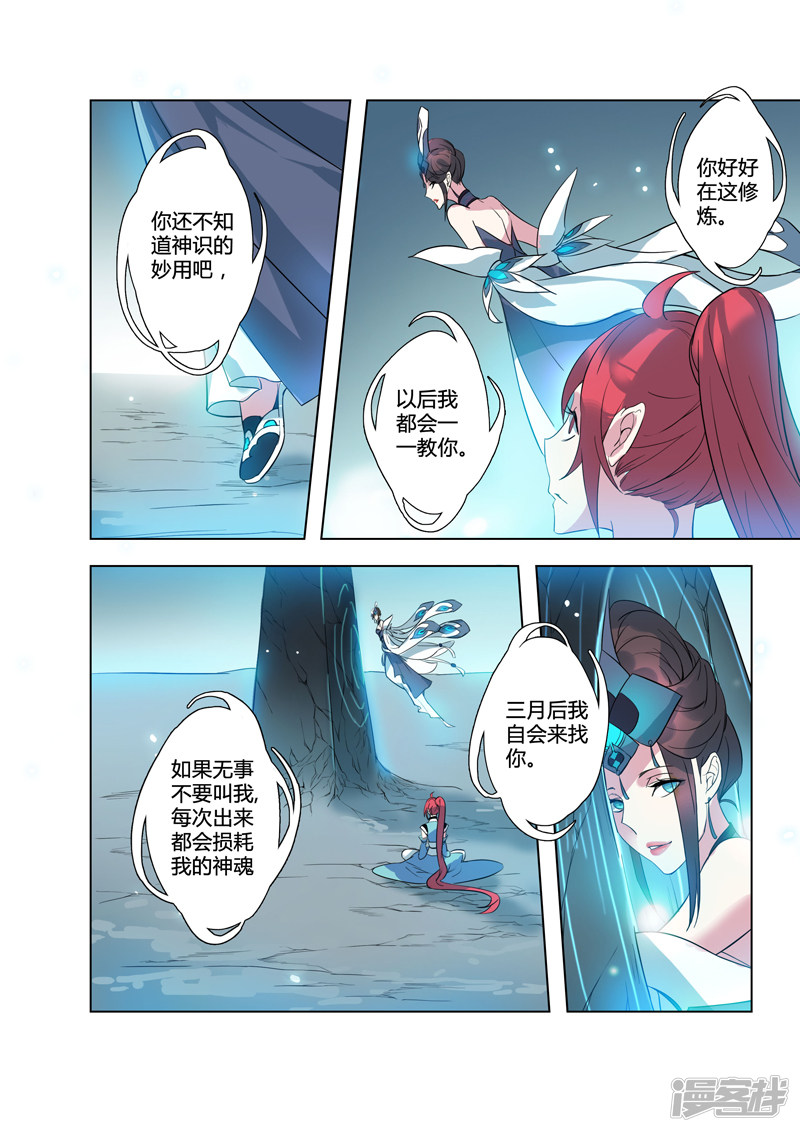 你还不知
道神识的
妙用吧，
你好好
在这修
炼。
以后我
都会一
一教你。
如果无事
不要叫我,
每次出来
都会损耗
我的神魂
三月后我
自会来找
你。
漫客栈